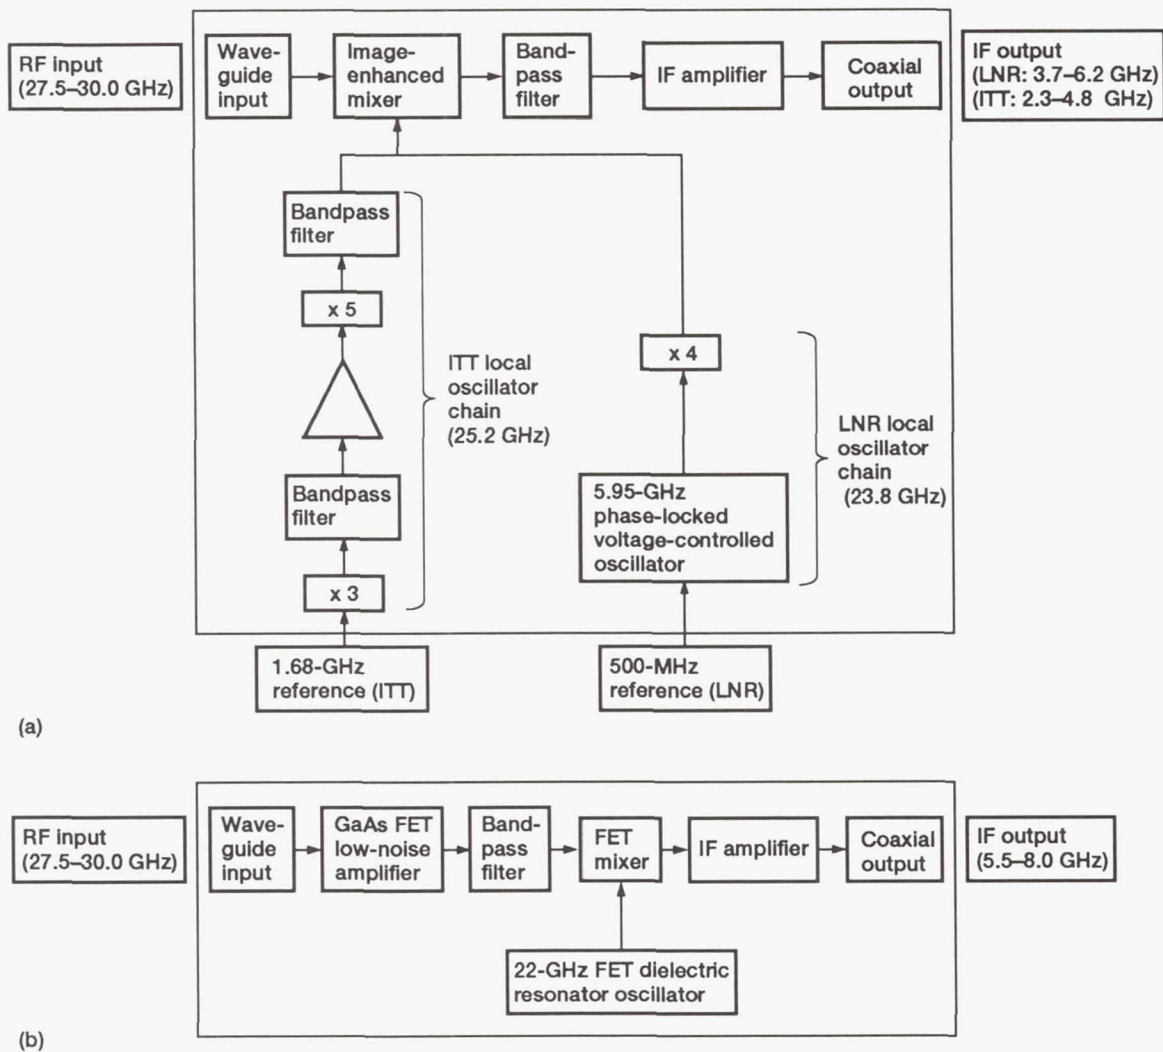 RF input
(27.5–30.0 GHz)
Wave-
guide
input
Image-
enhanced
mixer
Band-
pass
filter
IF amplifier
Coaxial
output
IF output
(LNR: 3.7–6.2 GHz)
(ITT: 2.3–4.8 GHz)
Bandpass
filter
x 5
ITT local
oscillator
chain
(25.2 GHz)
Bandpass
filter
x 3
1.68-GHz
reference (ITT)
x 4
LNR local
oscillator
chain
(23.8 GHz)
5.95-GHz
phase-locked
voltage-controlled
oscillator
500-MHz
reference (LNR)
(a)
RF input
(27.5–30.0 GHz)
Wave-
guide
input
GaAs FET
low-noise
amplifier
Band-
pass
filter
FET
mixer
IF amplifier
Coaxial
output
IF output
(5.5–8.0 GHz)
22-GHz FET dielectric
resonator oscillator
(b)